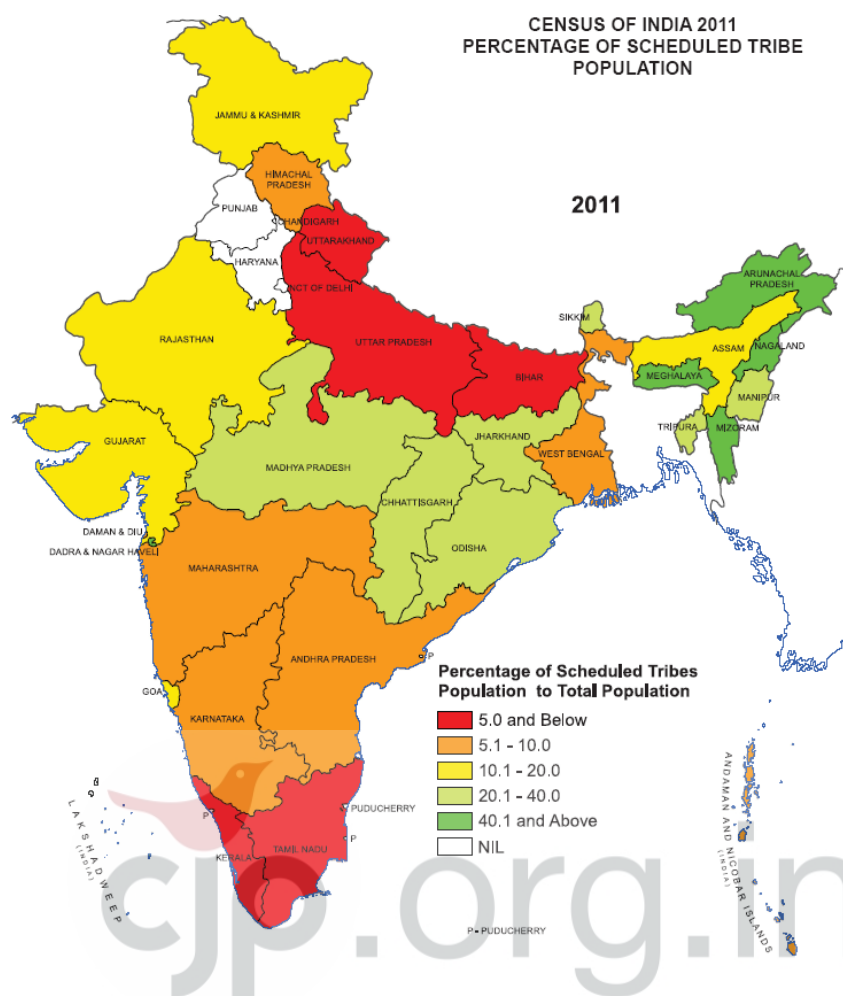 CENSUS OF INDIA 2011
PERCENTAGE OF SCHEDULED TRIBE
POPULATION
2011
JAMMU & KASHMIR
HIMACHAL
PRADESH
PUNJAB
CHANDIGARH
UTTARAKHAND
HARYANA
NCT OF DELHI
ARUNACHAL
PRADESH
SIKKIM
RAJASTHAN
UTTAR PRADESH
ASSAM
NAGALAND
BIHAR
MEGHALAYA
MANIPUR
TRIPURA
MIZORAM
GUJARAT
JHARKHAND
MADHYA PRADESH
WEST BENGAL
CHHATTISGARH
DAMAN & DIU
DADRA & NAGAR HAVELI
ODISHA
MAHARASHTRA
ANDHRA PRADESH
P
GOA
KARNATAKA
Percentage of Scheduled Tribes
Population to Total Population
5.0 and Below
5.1 - 10.0
10.1 - 20.0
20.1 - 40.0
40.1 and Above
NIL
LAKSHADWEEP
(INDIA)
P
PUDUCHERRY
P
KERALA
TAMIL NADU
ANDAMAN AND NICOBAR ISLANDS
(INDIA)
P - PUDUCHERRY
cjp.org.in